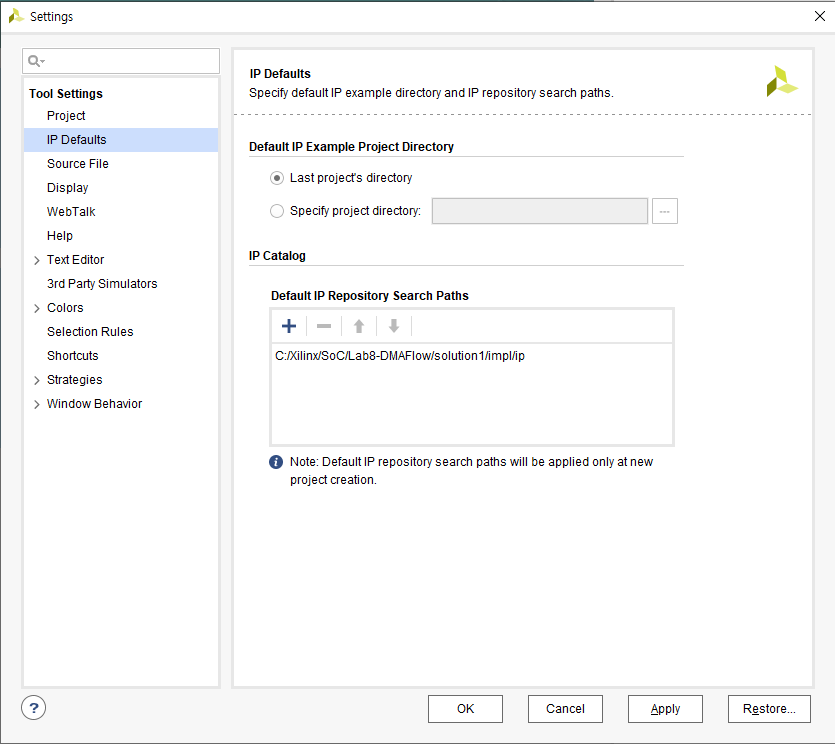 Settings
Tool Settings
Project
IP Defaults
Source File
Display
WebTalk
Help
Text Editor
3rd Party Simulators
Colors
Selection Rules
Shortcuts
Strategies
Window Behavior
IP Defaults
Specify default IP example directory and IP repository search paths.
Default IP Example Project Directory
Last project's directory
Specify project directory:
...
IP Catalog
Default IP Repository Search Paths
C:/Xilinx/SoC/Lab8-DMAFlow/solution1/impl/ip
Note: Default IP repository search paths will be applied only at new
project creation.
?
OK
Cancel
Apply
Restore...